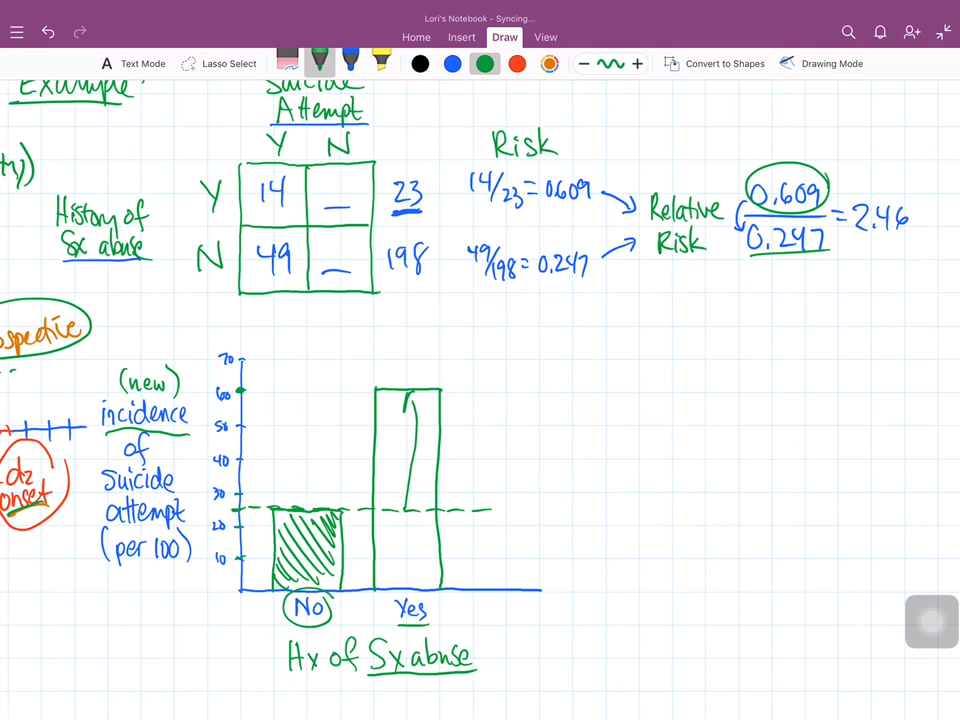 Lori's Notebook - Syncing...
Home Insert Draw View
A Text Mode Lasso Select Convert to Shapes Drawing Mode
Example
Suicide
Attempt
Y N
Risk
Y 14 _ 23
14/23 = 0.609
N 49 _ 198
49/198 = 0.247
History of
Sx abuse
Relative
Risk
0.609
0.247
= 2.46
ospective
(new)
incidence
of
suicide
attempt
(per 100)
dz
onset
70
60
50
40
30
20
10
No Yes
Hx of Sx abuse